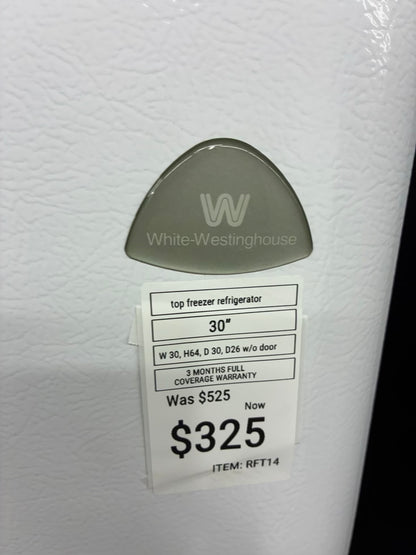 W
White-Westinghouse
top freezer refrigerator
30"
W 30, H64, D 30, D26 w/o door
3 MONTHS FULL
COVERAGE WARRANTY
Was $525
Now
$325
ITEM: RFT14